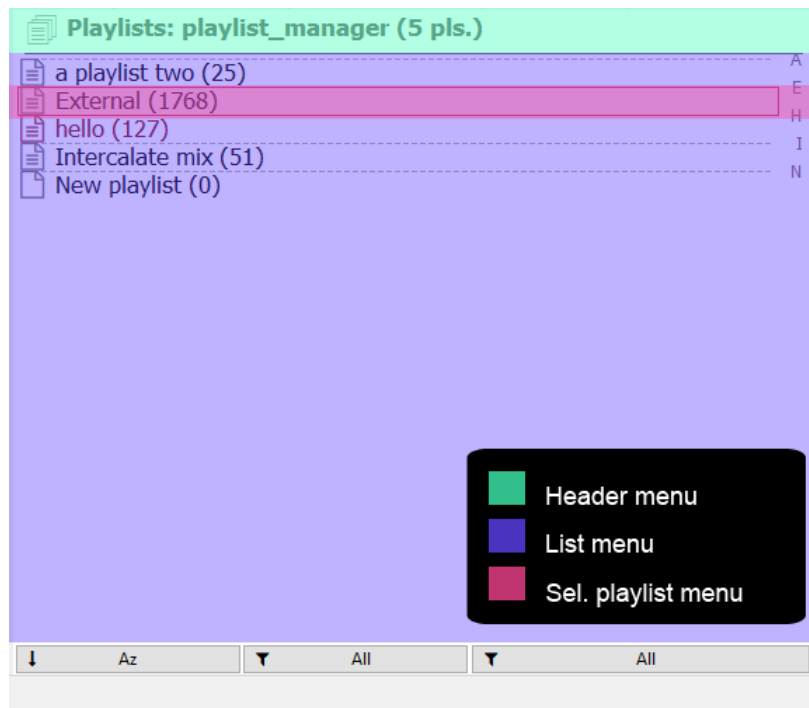 Playlists: playlist_manager (5 pls.)
A
a playlist two (25)
E
External (1768)
H
hello (127)
I
Intercalate mix (51)
N
New playlist (0)
Header menu
List menu
Sel. playlist menu
Az All All